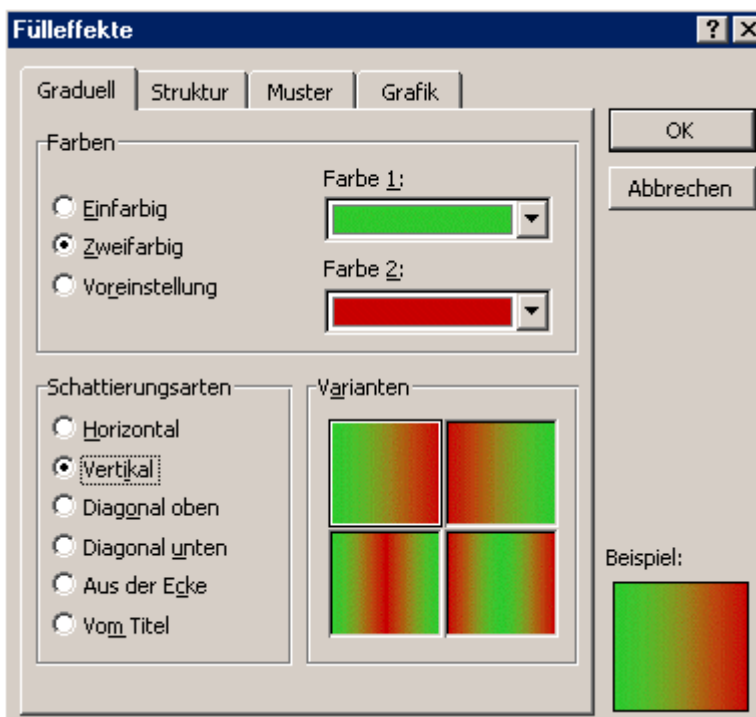 Fülleffekte
Graduell Struktur Muster Grafik
OK
Abbrechen
Farben
Einfarbig
Zweifarbig
Voreinstellung
Farbe 1:
Farbe 2:
Schattierungsarten
Horizontal
Vertikal
Diagonal oben
Diagonal unten
Aus der Ecke
Vom Titel
Varianten
Beispiel: